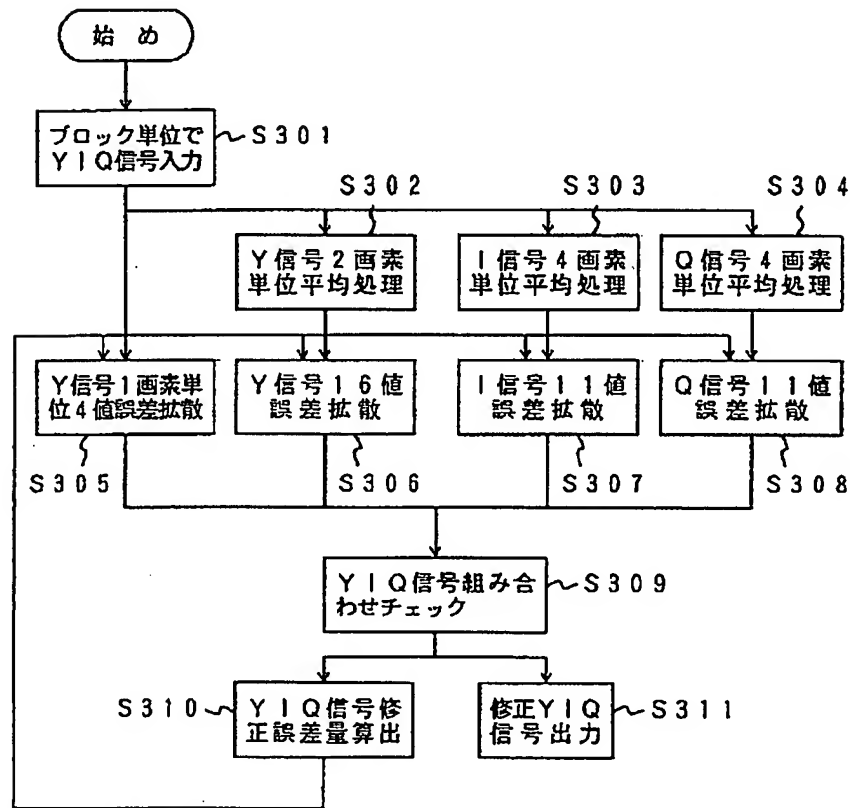 始め
ブロック単位で
YIQ信号入力
S301
S302
S303
S304
Y信号2画素
単位平均処理
I信号4画素
単位平均処理
Q信号4画素
単位平均処理
Y信号1画素単
位4値誤差拡散
Y信号16値
誤差拡散
I信号11値
誤差拡散
Q信号11値
誤差拡散
S305
S306
S307
S308
YIQ信号組み合
わせチェック
S309
S310
YIQ信号修
正誤差量算出
修正YIQ
信号出力
S311